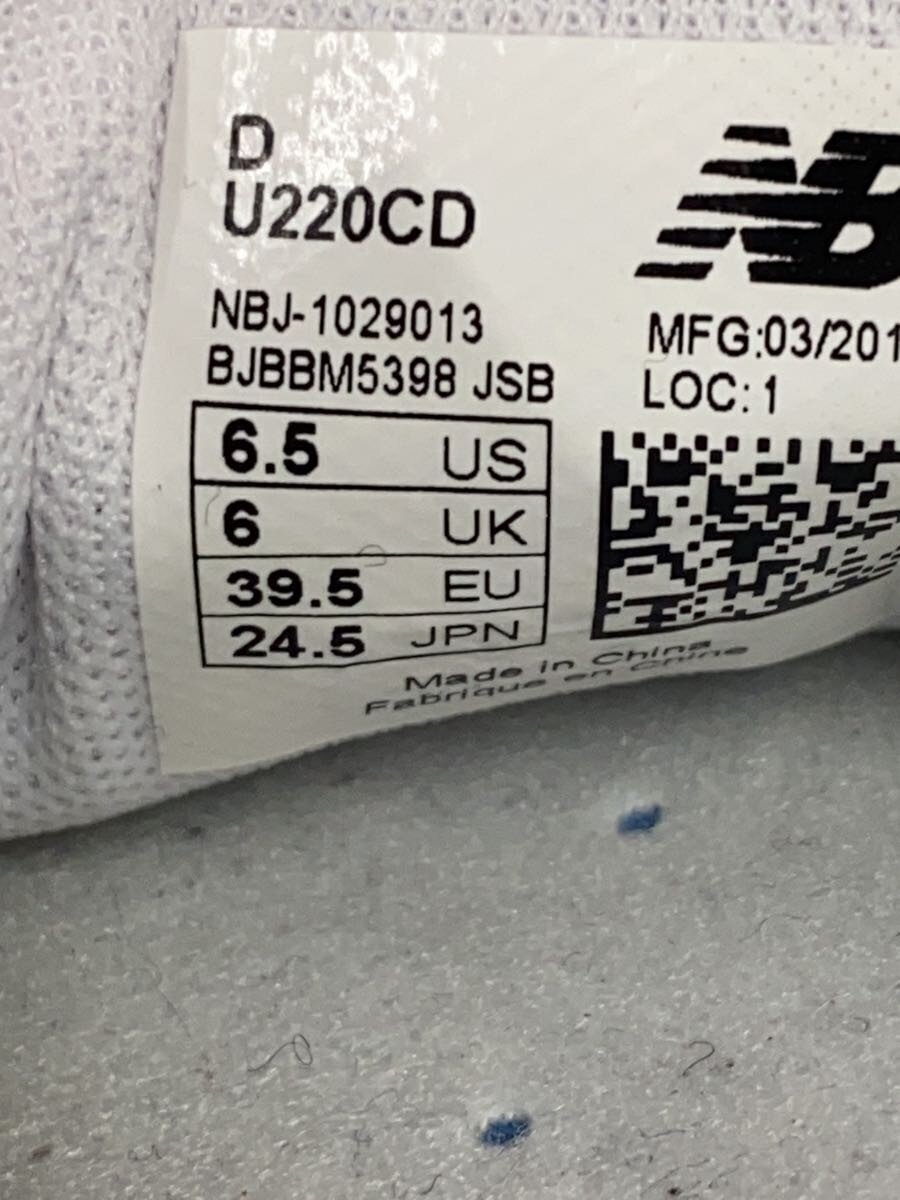 D
U220CD
NBJ-1029013
BJBBM5398 JSB
6.5 US
6 UK
39.5 EU
24.5 JPN
NB
MFG:03/201
LOC: 1
Made in China
Fabrique en Chine